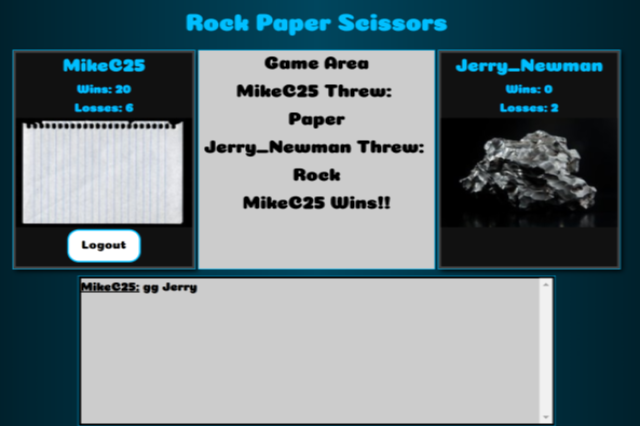 Rock Paper Scissors
MikeC25
Wins: 20
Losses: 6
Logout
Game Area
MikeC25 Threw:
Paper
Jerry_Newman Threw:
Rock
MikeC25 Wins!!
Jerry_Newman
Wins: 0
Losses: 2
MikeC25: gg Jerry